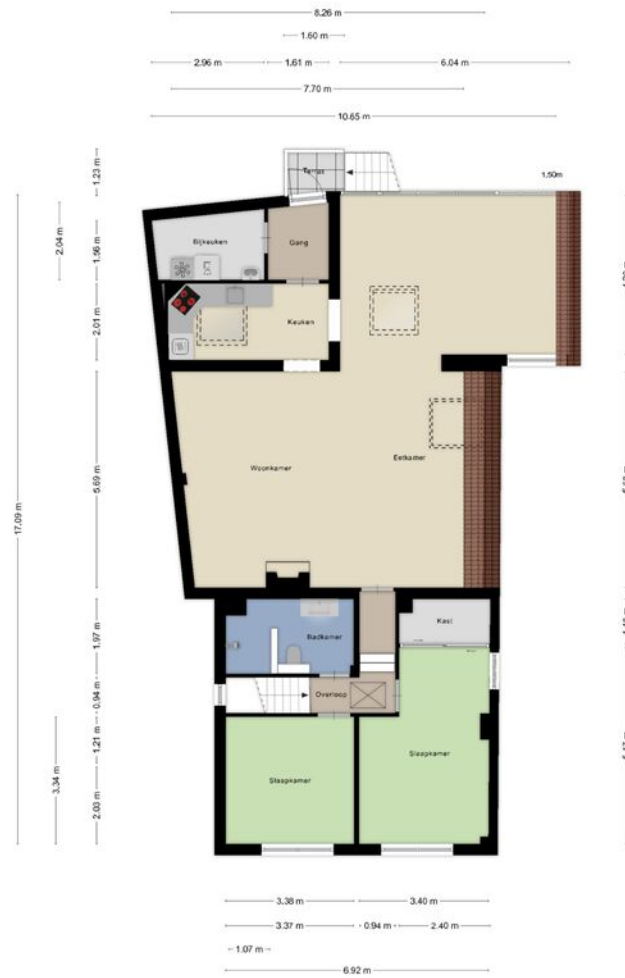 8.26 m
1.60 m
2.96 m
1.61 m
6.04 m
7.70 m
10.65 m
1.23 m
Terras
1,50m
2.04 m
1.56 m
Bijkeuken
Gang
2.01 m
Keuken
5.69 m
Woonkamer
Eetkamer
17.09 m
1.97 m
Badkamer
Kast
0.94 m
Overloop
1.21 m
3.34 m
2.03 m
Slaapkamer
Slaapkamer
3.38 m
3.40 m
3.37 m
0.94 m
2.40 m
1.07 m
6.92 m